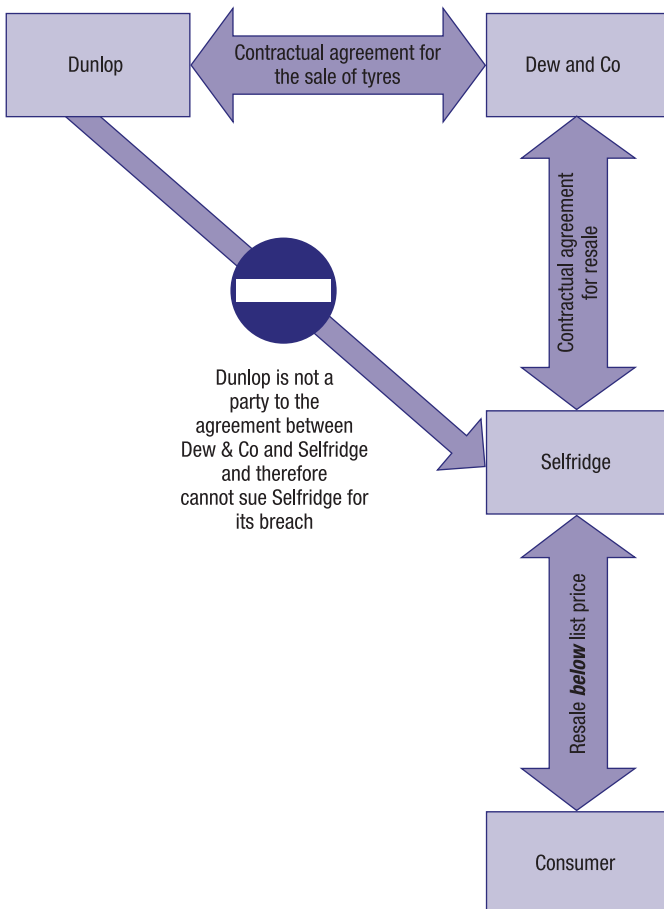 Dunlop
Contractual agreement for
the sale of tyres
Dew and Co
Contractual agreement
for resale
Dunlop is not a
party to the
agreement between
Dew & Co and Selfridge
and therefore
cannot sue Selfridge for
its breach
Selfridge
Resale below list price
Consumer